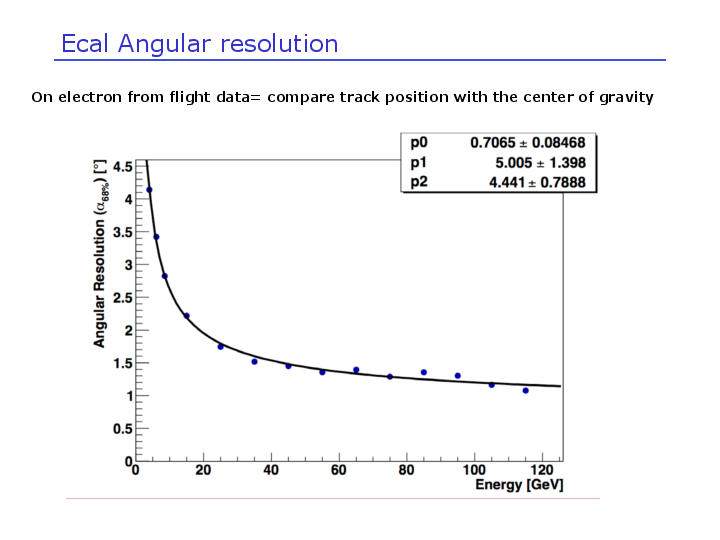 Ecal Angular resolution
On electron from flight data= compare track position with the center of gravity
p0 0.7065 ± 0.08468
p1 5.005 ± 1.398
p2 4.441 ± 0.7888
Angular Resolution (α68%) [°]
4.5
4
3.5
3
2.5
2
1.5
1
0.5
0
0 20 40 60 80 100 120
Energy [GeV]